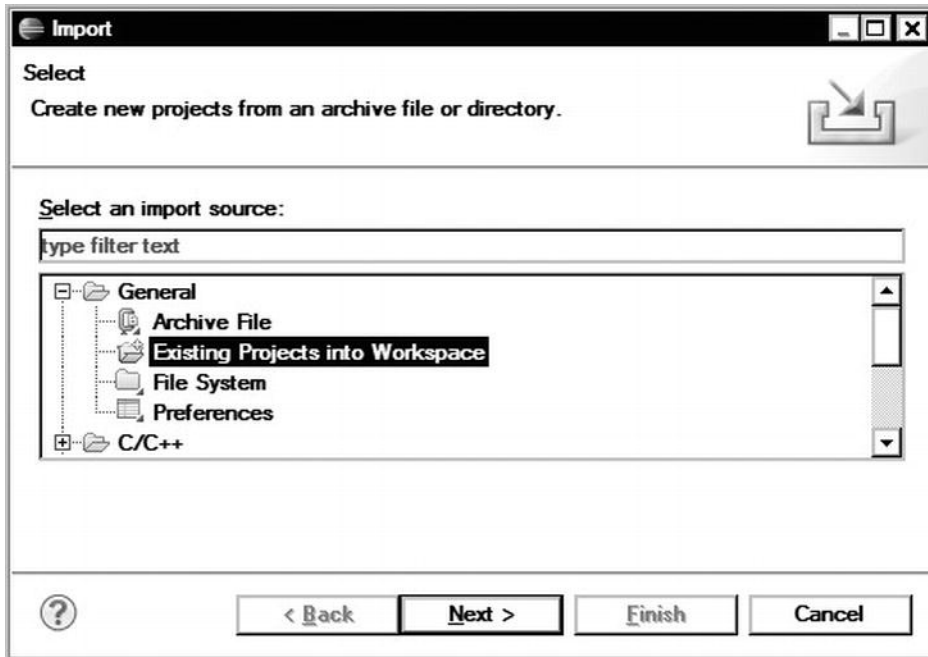 Import
Select
Create new projects from an archive file or directory.
Select an import source:
type filter text
General
Archive File
Existing Projects into Workspace
File System
Preferences
C/C++
?
< Back Next > Finish Cancel